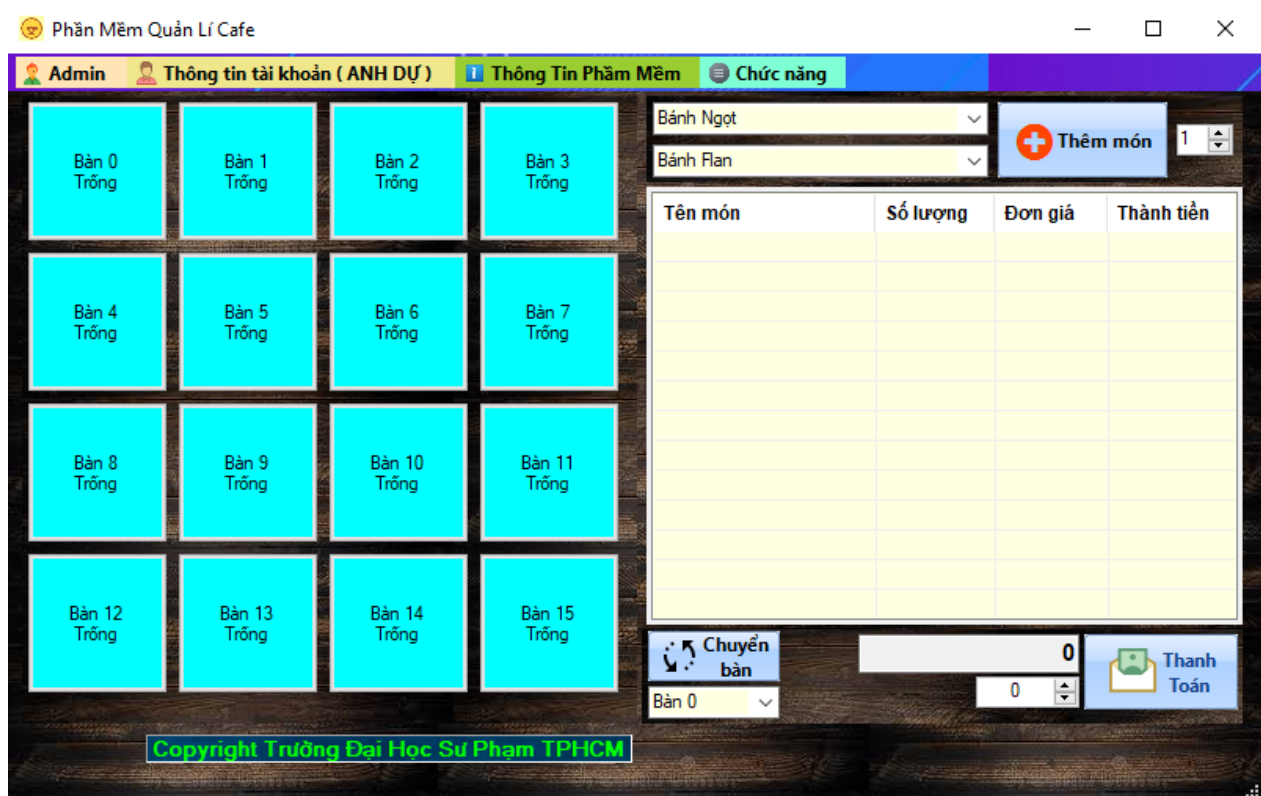 Phần Mềm Quản Lí Cafe
Admin
Thông tin tài khoản ( ANH DỰ )
Thông Tin Phầm Mềm
Chức năng
Bàn 0
Trống
Bàn 1
Trống
Bàn 2
Trống
Bàn 3
Trống
Bàn 4
Trống
Bàn 5
Trống
Bàn 6
Trống
Bàn 7
Trống
Bàn 8
Trống
Bàn 9
Trống
Bàn 10
Trống
Bàn 11
Trống
Bàn 12
Trống
Bàn 13
Trống
Bàn 14
Trống
Bàn 15
Trống
Copyright Trường Đại Học Sư Phạm TPHCM
Bánh Ngọt
Bánh Flan
Thêm món
1
Tên món
Số lượng
Đơn giá
Thành tiền
Chuyển
bàn
Bàn 0
0
0
Thanh
Toán